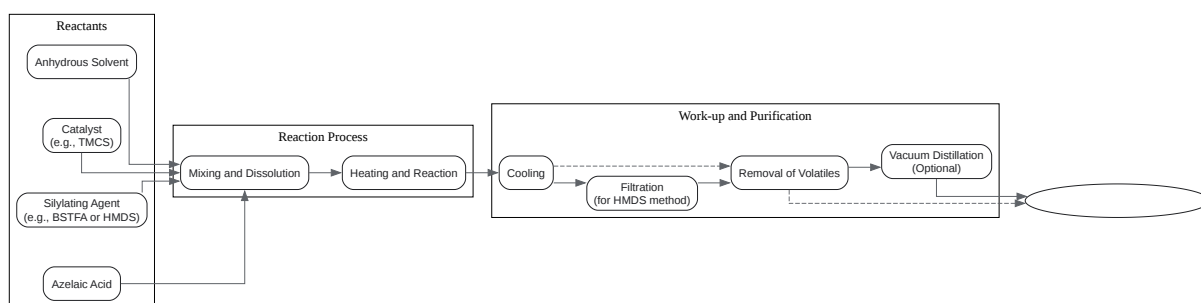 Reactants
Anhydrous Solvent
Catalyst
(e.g., TMCS)
Silylating Agent
(e.g., BSTFA or HMDS)
Azelaic Acid
Reaction Process
Mixing and Dissolution
Heating and Reaction
Work-up and Purification
Cooling
Filtration
(for HMDS method)
Removal of Volatiles
Vacuum Distillation
(Optional)